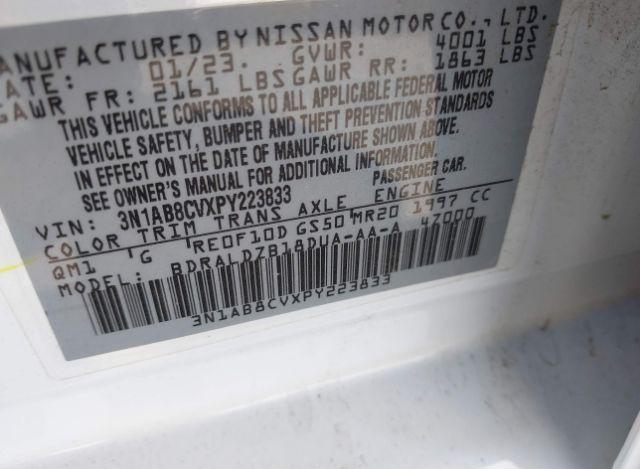 ANUFACTURED BY NISSAN MOTOR CO., LTD.
ATE: 01/23. GVWR: 4001 LBS
GAWR FR: 2161 LBS GAWR RR: 1863 LBS
THIS VEHICLE CONFORMS TO ALL APPLICABLE FEDERAL MOTOR
VEHICLE SAFETY, BUMPER AND THEFT PREVENTION STANDARDS
IN EFFECT ON THE DATE OF MANUFACTURE SHOWN ABOVE.
SEE OWNER'S MANUAL FOR ADDITIONAL INFORMATION.
PASSENGER CAR.
VIN: 3N1AB8CVXPY223833
COLOR TRIM TRANS AXLE ENGINE
QM1 G RE0F10D GS50 MR20 1997 CC
MODEL: BDRALDZB18DUA-AA-A 47000
3N1AB8CVXPY223833